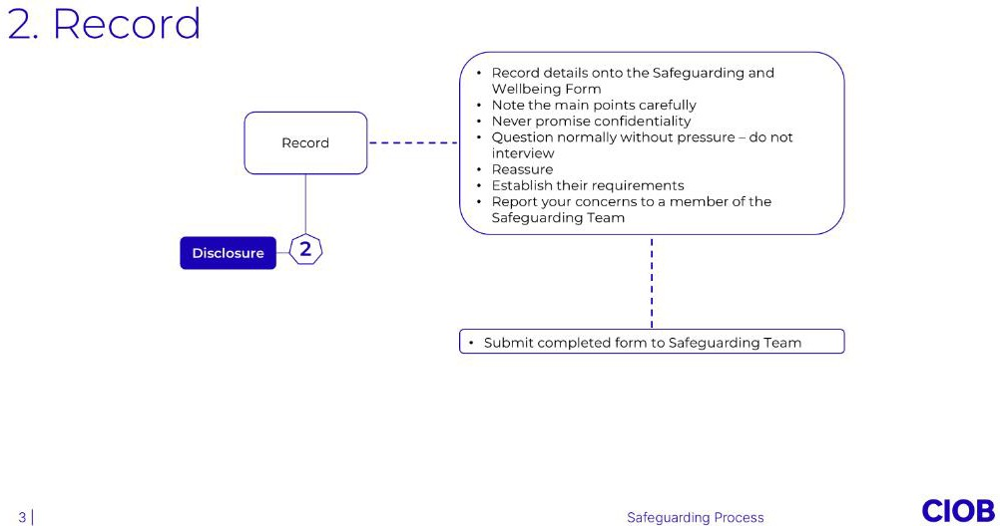 2. Record
• Record details onto the Safeguarding and
Wellbeing Form
• Note the main points carefully
• Never promise confidentiality
• Question normally without pressure – do not
interview
• Reassure
• Establish their requirements
• Report your concerns to a member of the
Safeguarding Team
Record
Disclosure
2
• Submit completed form to Safeguarding Team
3 |
Safeguarding Process
CIOB